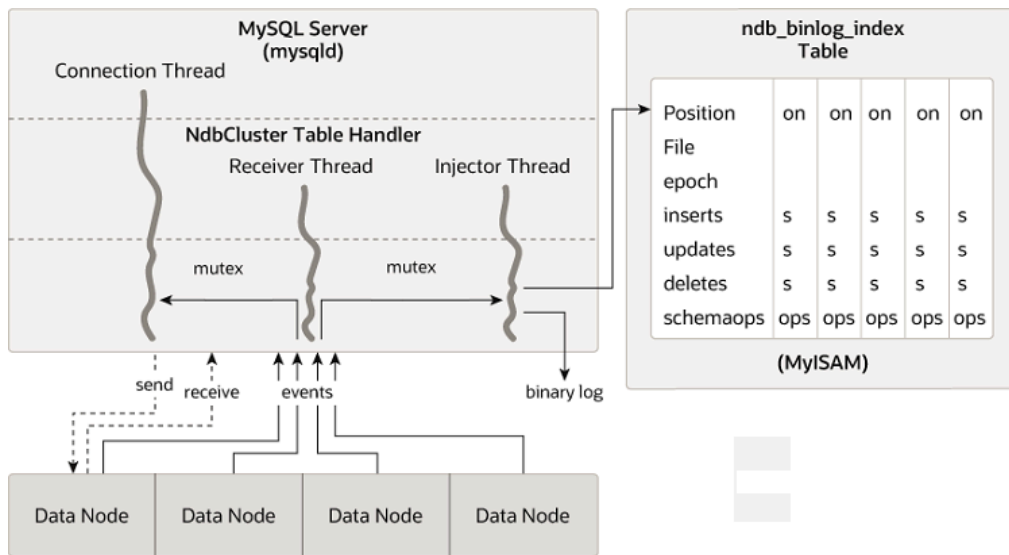 MySQL Server
(mysqld)
Connection Thread
NdbCluster Table Handler
Receiver Thread
Injector Thread
mutex
mutex
send
receive
events
binary log
Data Node
Data Node
Data Node
Data Node
ndb_binlog_index
Table
Position on on on on on
File
epoch
inserts s s s s s
updates s s s s s
deletes s s s s s
schemaops ops ops ops ops ops
(MyISAM)